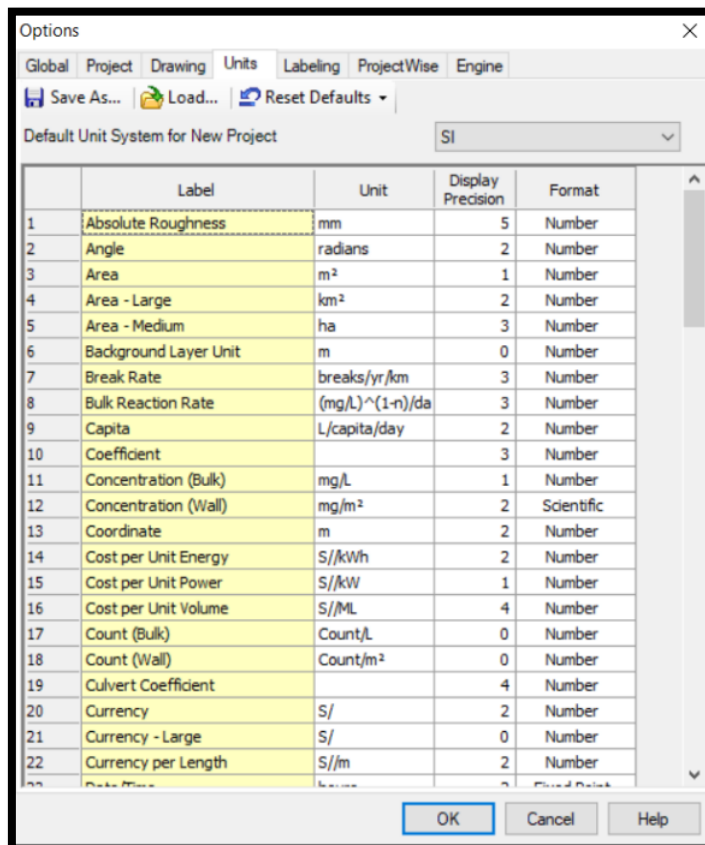 Options
Global Project Drawing Units Labeling ProjectWise Engine
Save As... Load... Reset Defaults
Default Unit System for New Project SI
Label Unit Display Precision Format
1 Absolute Roughness mm 5 Number
2 Angle radians 2 Number
3 Area m² 1 Number
4 Area - Large km² 2 Number
5 Area - Medium ha 3 Number
6 Background Layer Unit m 0 Number
7 Break Rate breaks/yr/km 3 Number
8 Bulk Reaction Rate (mg/L)^(1-n)/da 3 Number
9 Capita L/capita/day 2 Number
10 Coefficient 3 Number
11 Concentration (Bulk) mg/L 1 Number
12 Concentration (Wall) mg/m² 2 Scientific
13 Coordinate m 2 Number
14 Cost per Unit Energy S//kWh 2 Number
15 Cost per Unit Power S//kW 1 Number
16 Cost per Unit Volume S//ML 4 Number
17 Count (Bulk) Count/L 0 Number
18 Count (Wall) Count/m² 0 Number
19 Culvert Coefficient 4 Number
20 Currency S/ 2 Number
21 Currency - Large S/ 0 Number
22 Currency per Length S//m 2 Number
OK Cancel Help